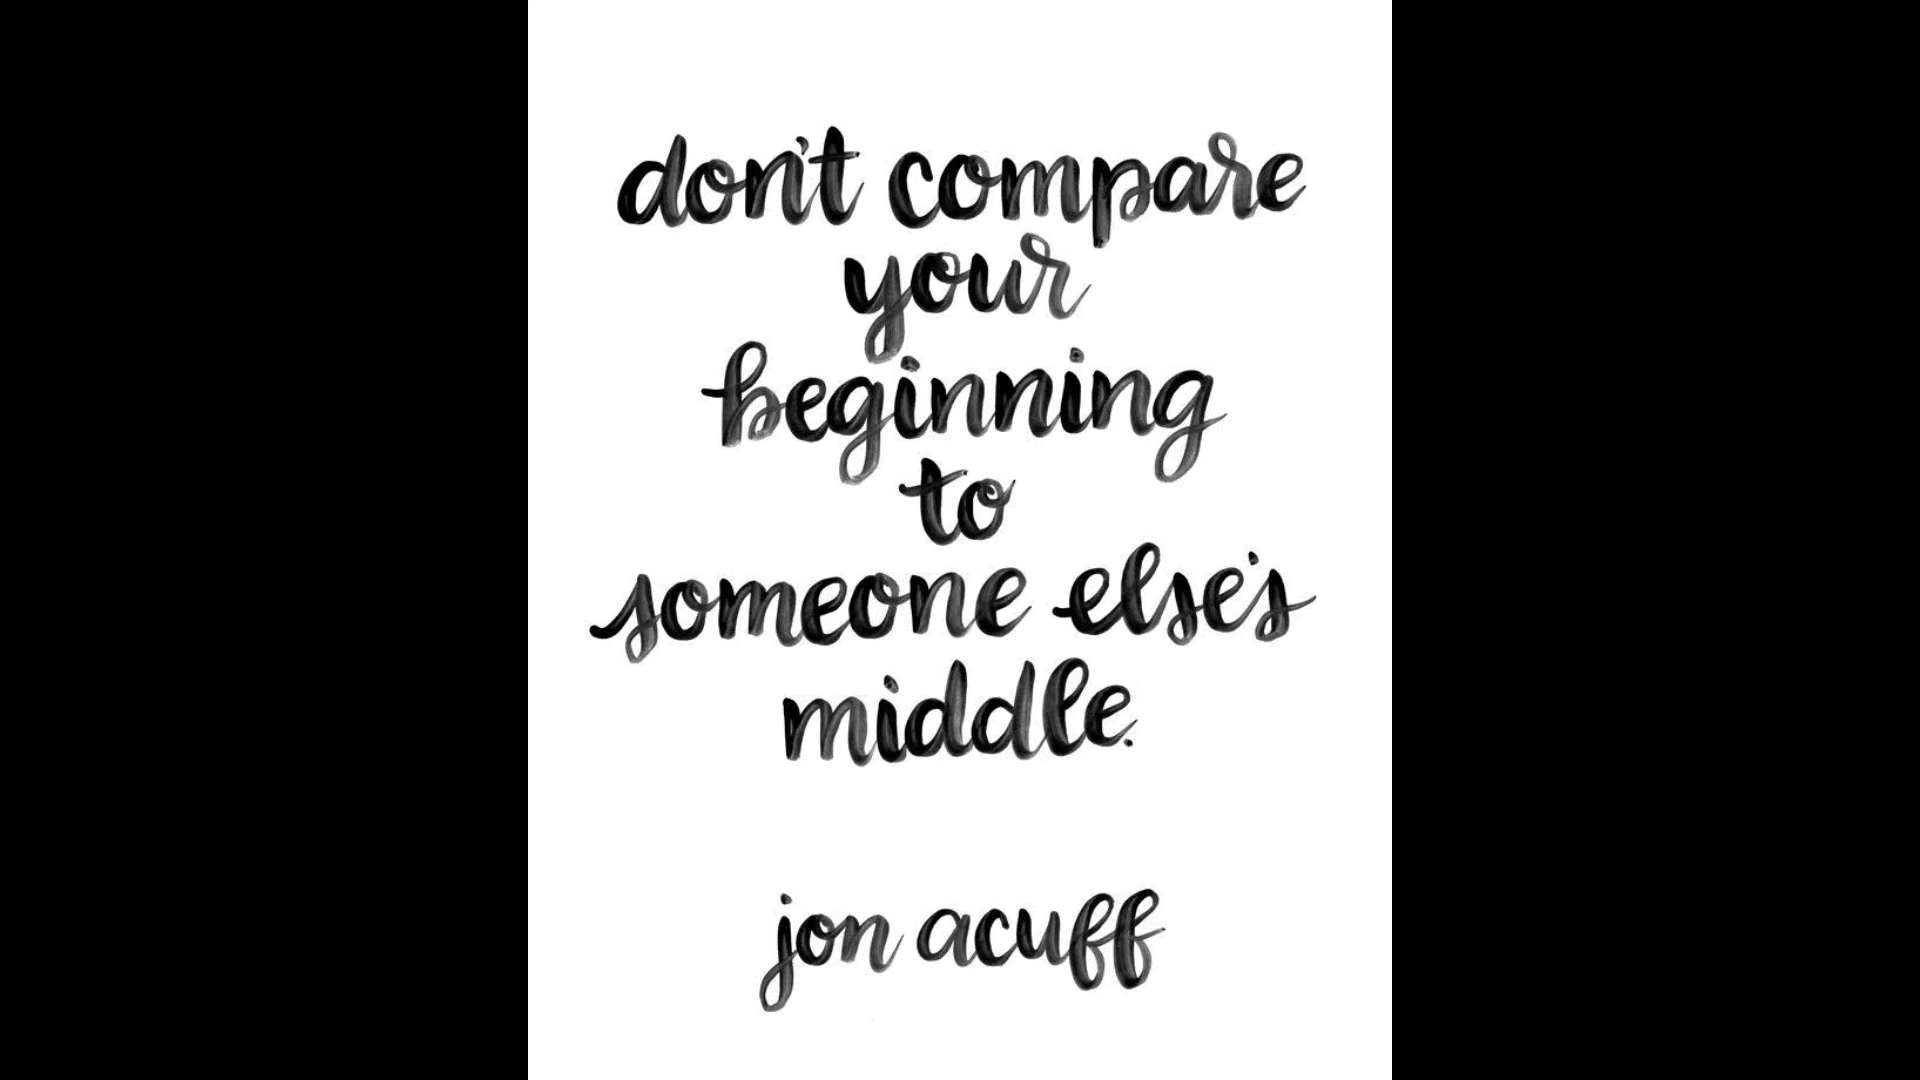 don't compare
your
beginning
to
someone else's
middle.
jon acuff